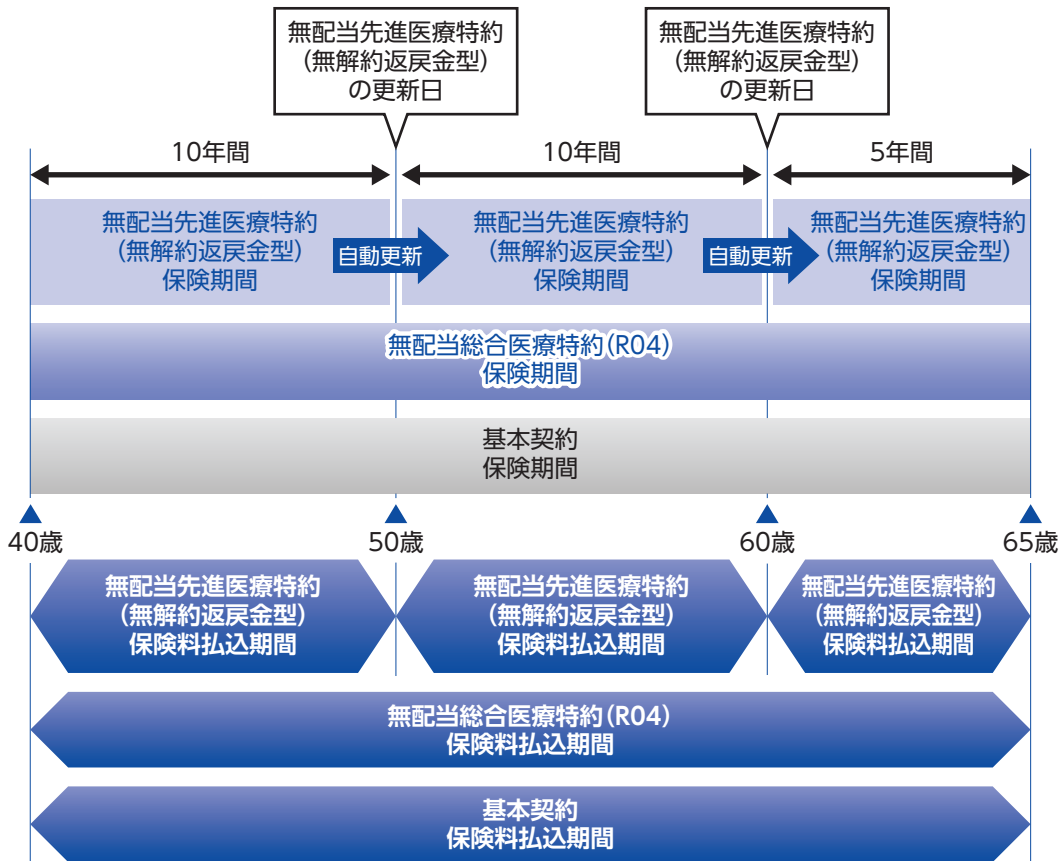 無配当先進医療特約
(無解約返戻金型)
の更新日
無配当先進医療特約
(無解約返戻金型)
の更新日
10年間
10年間
5年間
無配当先進医療特約
(無解約返戻金型)
保険期間
自動更新
無配当先進医療特約
(無解約返戻金型)
保険期間
自動更新
無配当先進医療特約
(無解約返戻金型)
保険期間
無配当総合医療特約(R04)
保険期間
基本契約
保険期間
40歳
50歳
60歳
65歳
無配当先進医療特約
(無解約返戻金型)
保険料払込期間
無配当先進医療特約
(無解約返戻金型)
保険料払込期間
無配当先進医療特約
(無解約返戻金型)
保険料払込期間
無配当総合医療特約(R04)
保険料払込期間
基本契約
保険料払込期間